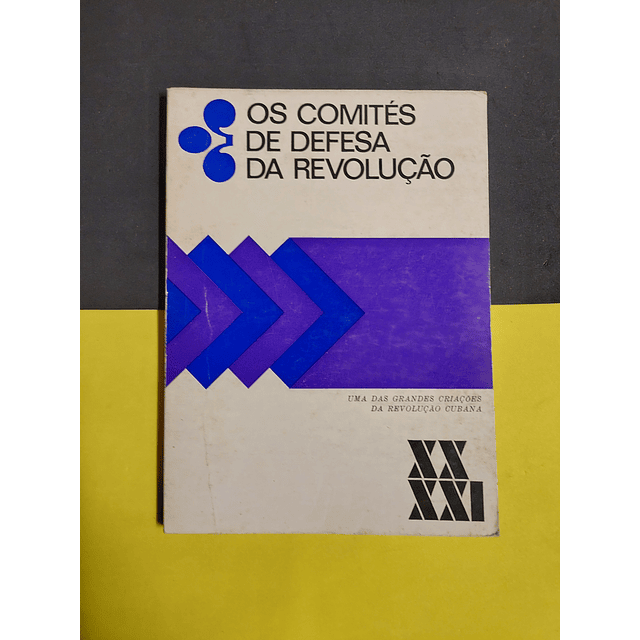 OS COMITÉS
DE DEFESA
DA REVOLUÇÃO
UMA DAS GRANDES CRIAÇÕES
DA REVOLUÇÃO CUBANA
XX
XXI